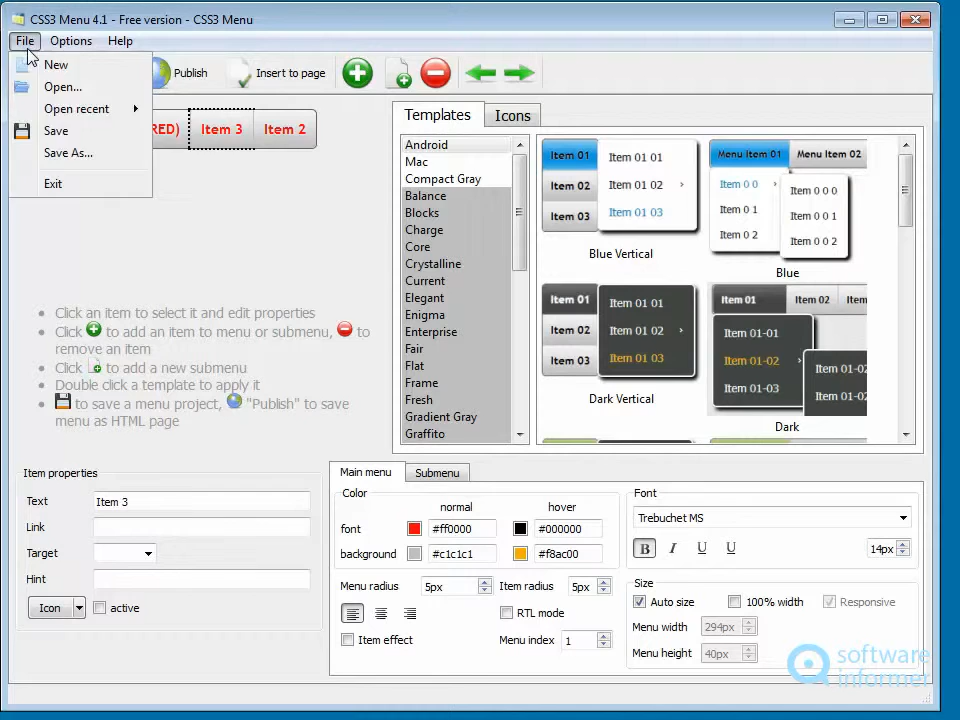 CSS3 Menu 4.1 - Free version - CSS3 Menu
File Options Help
New
Open...
Open recent
Save
Save As...
Exit
Publish
Insert to page
RED)
Item 3
Item 2
Click an item to select it and edit properties
Click to add an item to menu or submenu, to
remove an item
Click to add a new submenu
Double click a template to apply it
to save a menu project, "Publish" to save
menu as HTML page
Templates
Icons
Android
Mac
Compact Gray
Balance
Blocks
Charge
Core
Crystalline
Current
Elegant
Enigma
Enterprise
Fair
Flat
Frame
Fresh
Gradient Gray
Graffito
Item 01
Item 02
Item 03
Item 01 01
Item 01 02
Item 01 03
Blue Vertical
Menu Item 01
Menu Item 02
Item 0 0
Item 0 1
Item 0 2
Item 0 0 0
Item 0 0 1
Item 0 0 2
Blue
Item 01
Item 02
Item 03
Item 01 01
Item 01 02
Item 01 03
Dark Vertical
Item 01
Item 02
Item
Item 01-01
Item 01-02
Item 01-03
Item 01-02
Item 01-02
Dark
Item properties
Text Item 3
Link
Target
Hint
Icon
active
Main menu
Submenu
Color
normal hover
font #ff0000 #000000
background #c1c1c1 #f8ac00
Menu radius 5px Item radius 5px
RTL mode
Item effect Menu index 1
Font
Trebuchet MS
B I U U 14px
Size
Auto size 100% width Responsive
Menu width 294px
Menu height 40px
software
informer